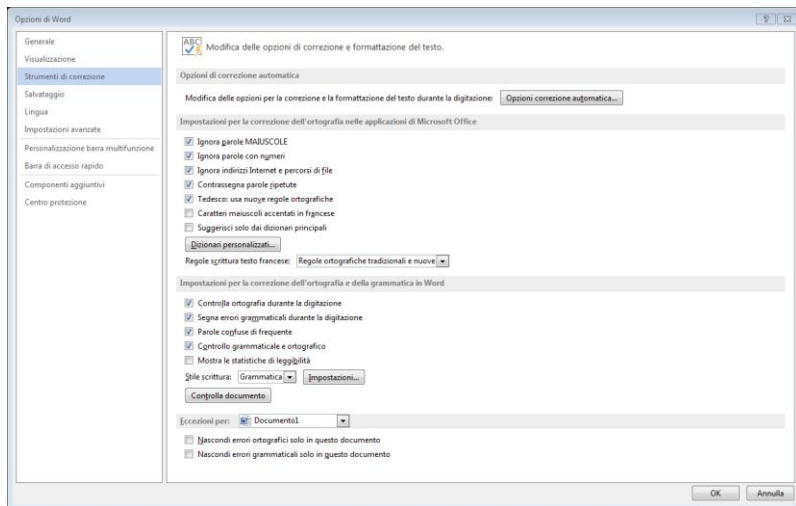 Opzioni di Word
Generale
Visualizzazione
Strumenti di correzione
Salvataggio
Lingua
Impostazioni avanzate
Personalizzazione barra multifunzione
Barra di accesso rapido
Componenti aggiuntivi
Centro protezione
ABC
Modifica delle opzioni di correzione e formattazione del testo.
Opzioni di correzione automatica
Modifica delle opzioni per la correzione e la formattazione del testo durante la digitazione: Opzioni correzione automatica...
Impostazioni per la correzione dell'ortografia nelle applicazioni di Microsoft Office
Ignora parole MAIUSCOLE
Ignora parole con numeri
Ignora indirizzi Internet e percorsi di file
Contrassegna parole ripetute
Tedesco: usa nuove regole ortografiche
Caratteri maiuscoli accentati in francese
Suggerisci solo dai dizionari principali
Dizionari personalizzati...
Regole scrittura testo francese: Regole ortografiche tradizionali e nuove
Impostazioni per la correzione dell'ortografia e della grammatica in Word
Controlla ortografia durante la digitazione
Segna errori grammaticali durante la digitazione
Parole confuse di frequente
Controllo grammaticale e ortografico
Mostra le statistiche di leggibilità
Stile scrittura: Grammatica Impostazioni...
Controlla documento
Eccezioni per: Documento1
Nascondi errori ortografici solo in questo documento
Nascondi errori grammaticali solo in questo documento
OK Annulla